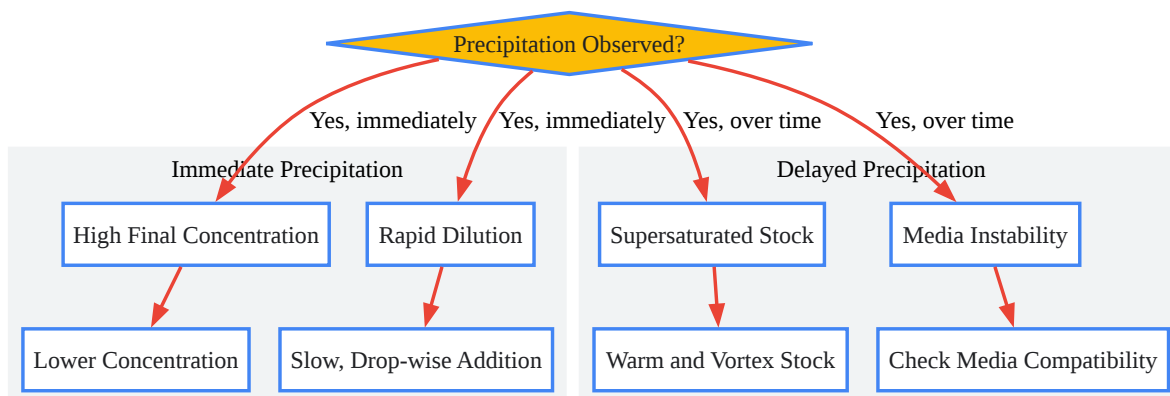 Precipitation Observed?
Yes, immediately
Yes, immediately
Yes, over time
Yes, over time
Immediate Precipitation
Delayed Precipitation
High Final Concentration
Rapid Dilution
Supersaturated Stock
Media Instability
Lower Concentration
Slow, Drop-wise Addition
Warm and Vortex Stock
Check Media Compatibility